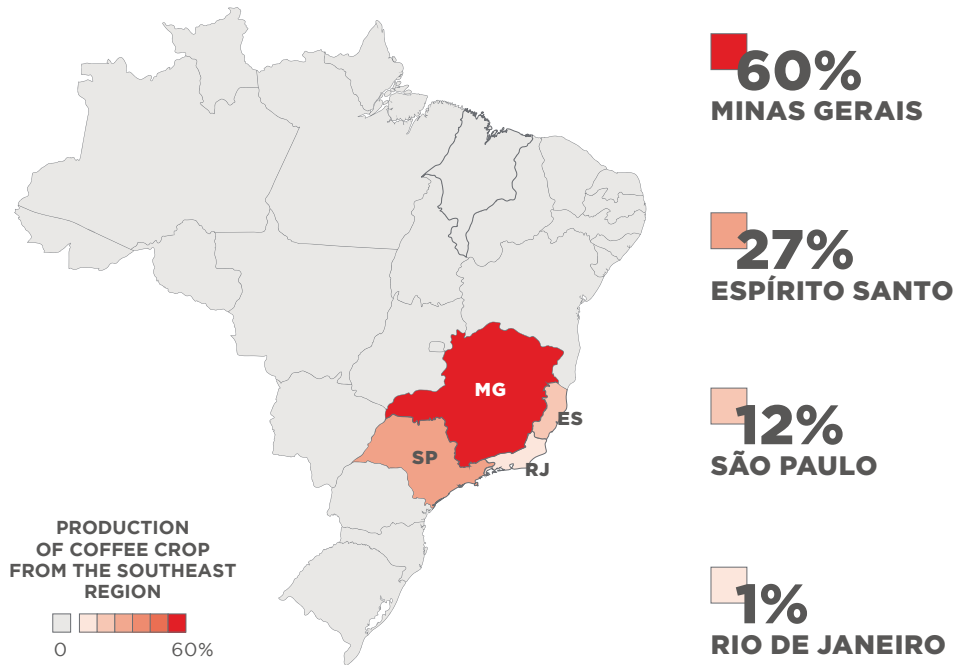 60%
MINAS GERAIS
27%
ESPÍRITO SANTO
12%
SÃO PAULO
1%
RIO DE JANEIRO
MG
ES
SP
RJ
PRODUCTION
OF COFFEE CROP
FROM THE SOUTHEAST
REGION
0
60%